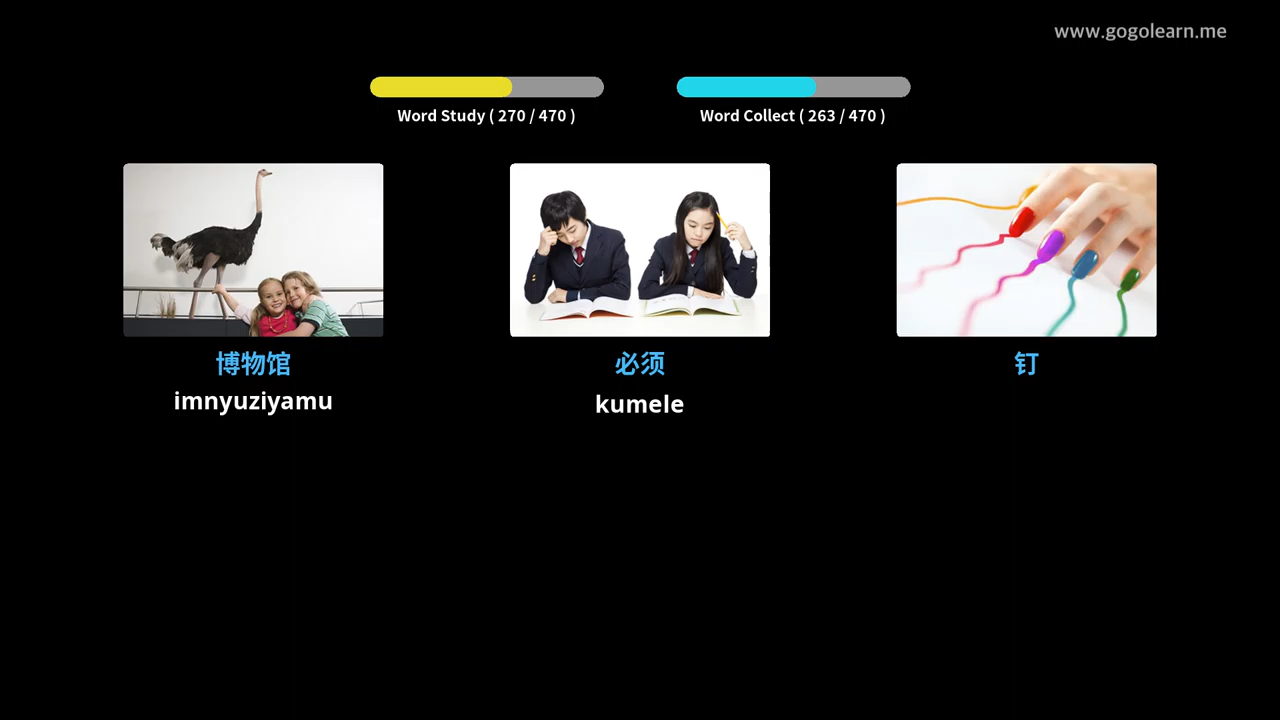 www.gogolearn.me
Word Study ( 270 / 470 )
Word Collect ( 263 / 470 )
博物馆
必须
钉
imnyuziyamu
kumele